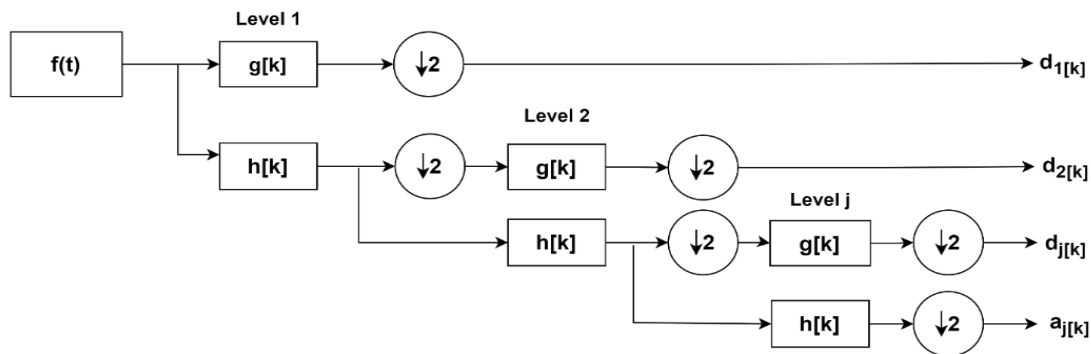 Level 1
f(t) g[k] ↓2 d1[k]
Level 2
h[k] ↓2 g[k] ↓2 d2[k]
Level j
h[k] ↓2 g[k] ↓2 dj[k]
h[k] ↓2 aj[k]